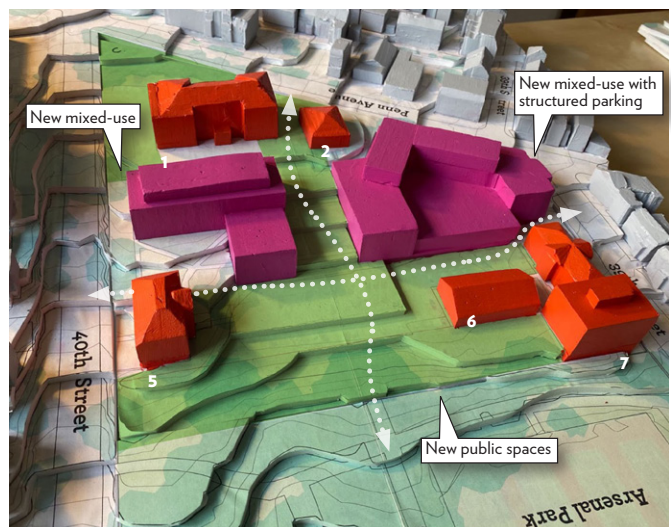 New mixed-use with
structured parking
New mixed-use
Penn Avenue
1
2
40th Street
5
6
7
New public spaces
Arsenal Park